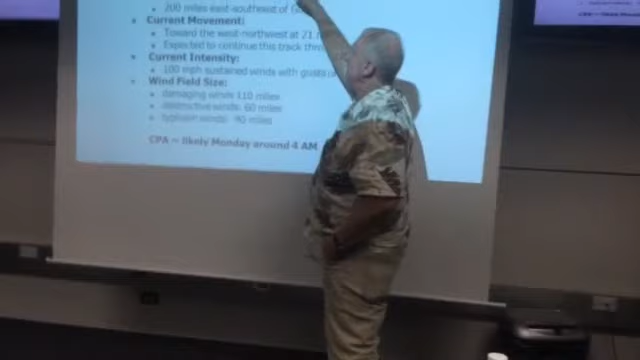 200 miles east-southeast of
Current Movement:
Toward the west-northwest at 21
Expected to continue this track
Current Intensity:
100 mph sustained winds with gusts
Wind Field Size:
damaging winds 110 miles
destructive winds 60 miles
typhoon winds
CPA ~ likely Monday around 4 AM